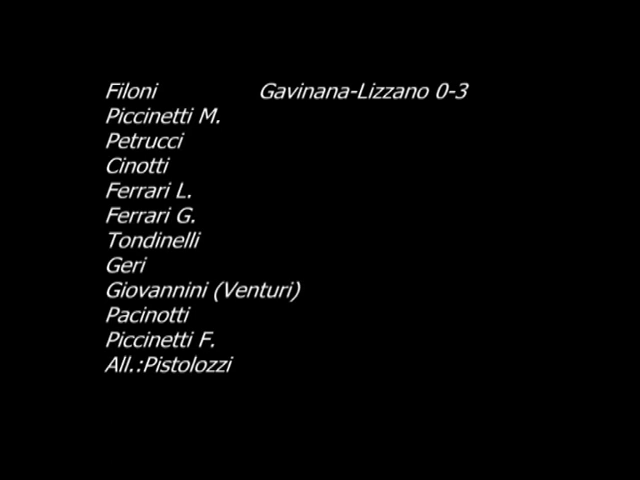 Filoni Gavinana-Lizzano 0-3
Piccinetti M.
Petrucci
Cinotti
Ferrari L.
Ferrari G.
Tondinelli
Geri
Giovannini (Venturi)
Pacinotti
Piccinetti F.
All.:Pistolozzi